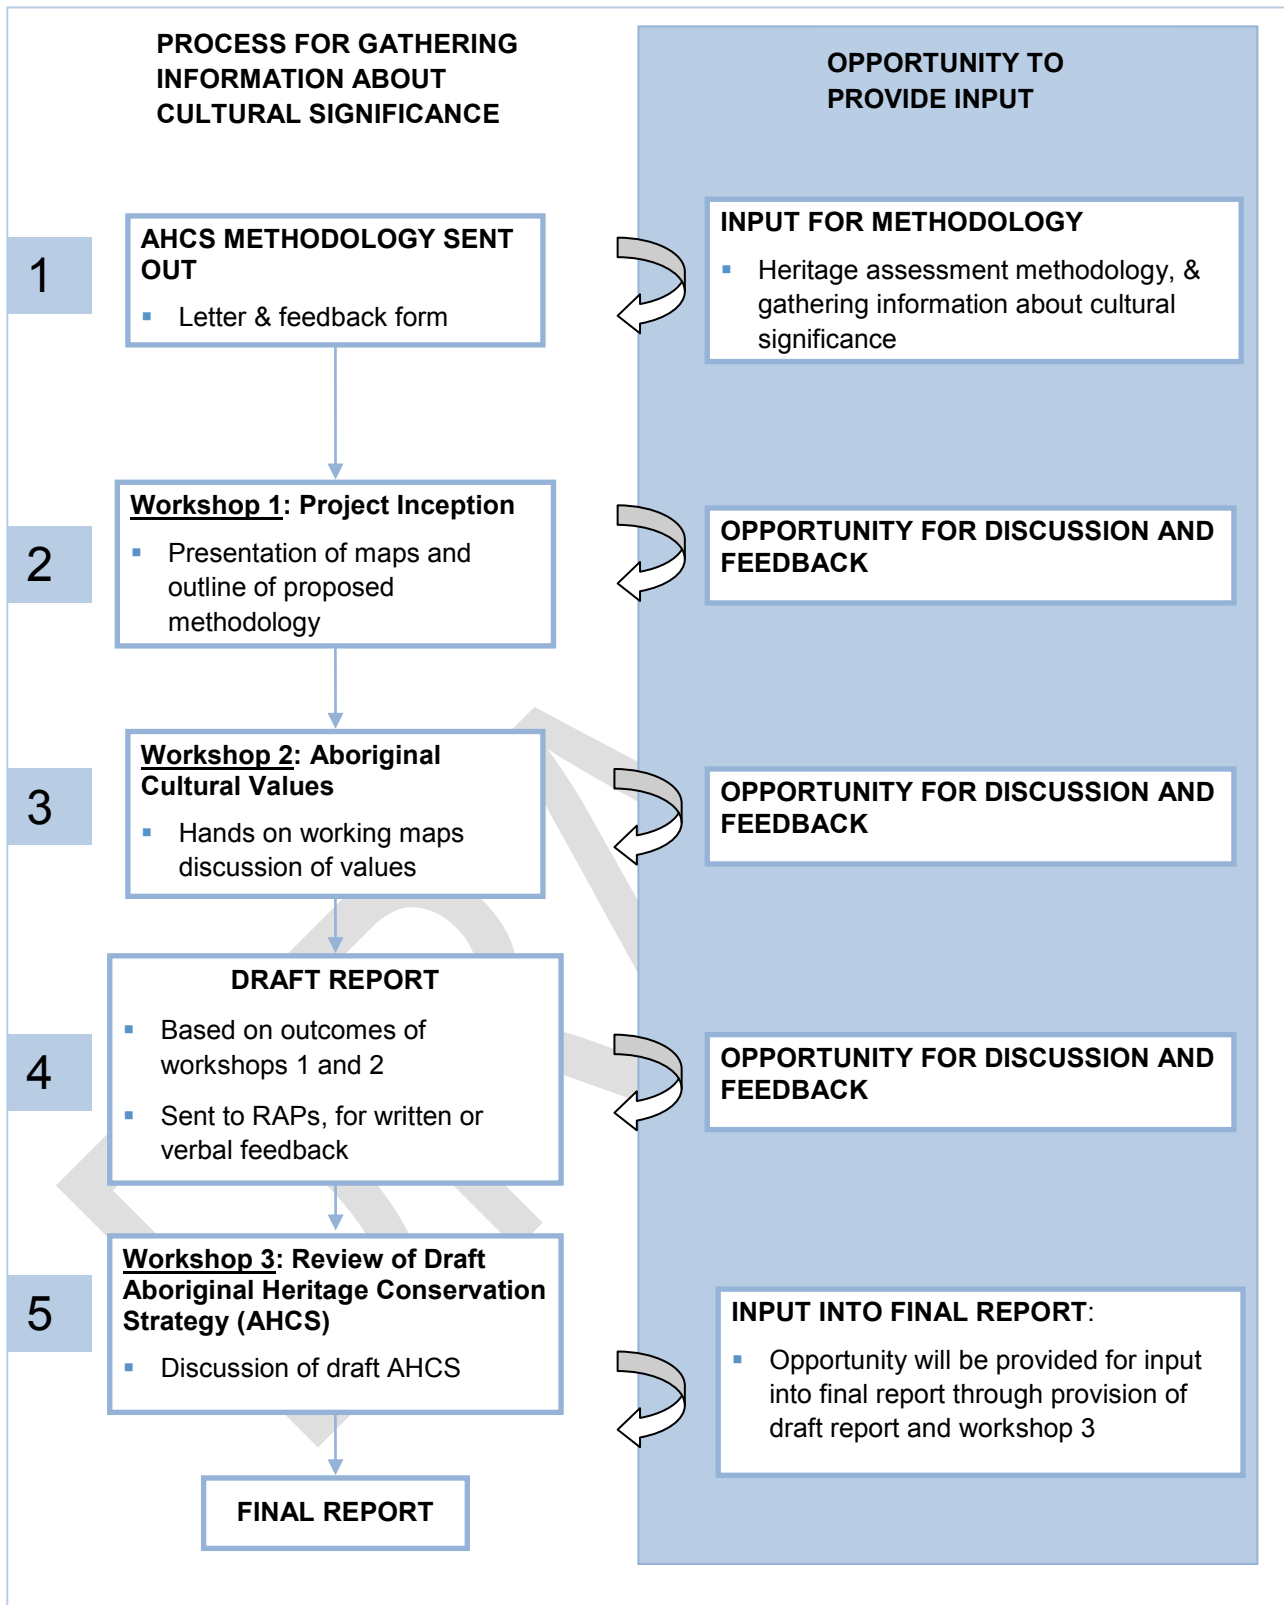 PROCESS FOR GATHERING
INFORMATION ABOUT
CULTURAL SIGNIFICANCE
OPPORTUNITY TO
PROVIDE INPUT
1
AHCS METHODOLOGY SENT
OUT
▪ Letter & feedback form
INPUT FOR METHODOLOGY
▪ Heritage assessment methodology, &
gathering information about cultural
significance
2
Workshop 1: Project Inception
▪ Presentation of maps and
outline of proposed
methodology
OPPORTUNITY FOR DISCUSSION AND
FEEDBACK
3
Workshop 2: Aboriginal
Cultural Values
▪ Hands on working maps
discussion of values
OPPORTUNITY FOR DISCUSSION AND
FEEDBACK
4
DRAFT REPORT
▪ Based on outcomes of
workshops 1 and 2
▪ Sent to RAPs, for written or
verbal feedback
OPPORTUNITY FOR DISCUSSION AND
FEEDBACK
5
Workshop 3: Review of Draft
Aboriginal Heritage Conservation
Strategy (AHCS)
▪ Discussion of draft AHCS
INPUT INTO FINAL REPORT:
▪ Opportunity will be provided for input
into final report through provision of
draft report and workshop 3
FINAL REPORT